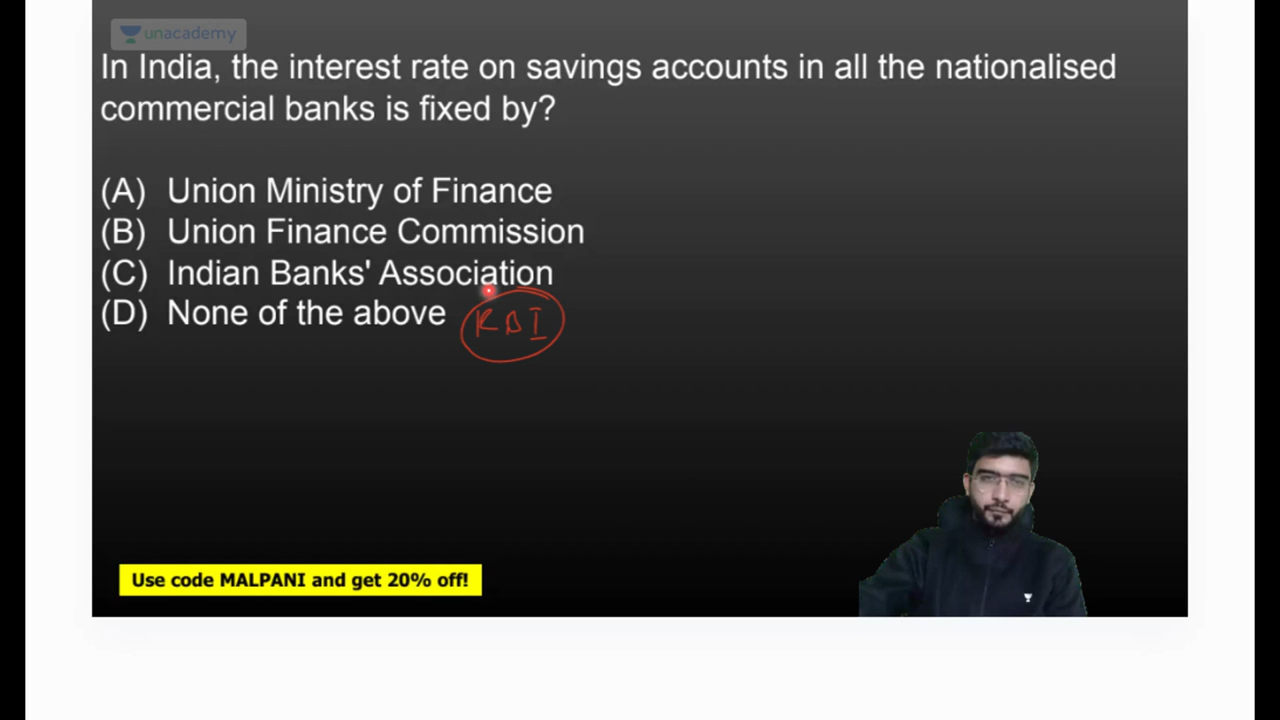 unacademy
In India, the interest rate on savings accounts in all the nationalised
commercial banks is fixed by?
(A) Union Ministry of Finance
(B) Union Finance Commission
(C) Indian Banks' Association
(D) None of the above RBI
Use code MALPANI and get 20% off!